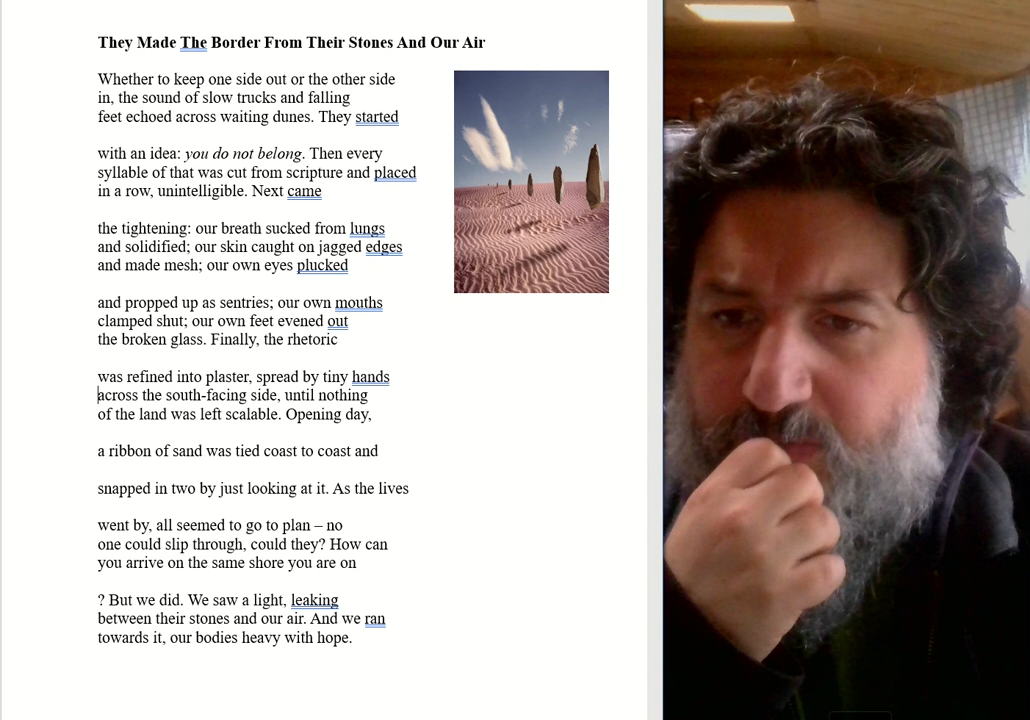 They Made The Border From Their Stones And Our Air
Whether to keep one side out or the other side
in, the sound of slow trucks and falling
feet echoed across waiting dunes. They started
with an idea: you do not belong. Then every
syllable of that was cut from scripture and placed
in a row, unintelligible. Next came
the tightening: our breath sucked from lungs
and solidified; our skin caught on jagged edges
and made mesh; our own eyes plucked
and propped up as sentries; our own mouths
clamped shut; our own feet evened out
the broken glass. Finally, the rhetoric
was refined into plaster, spread by tiny hands
across the south-facing side, until nothing
of the land was left scalable. Opening day,
a ribbon of sand was tied coast to coast and
snapped in two by just looking at it. As the lives
went by, all seemed to go to plan – no
one could slip through, could they? How can
you arrive on the same shore you are on
? But we did. We saw a light, leaking
between their stones and our air. And we ran
towards it, our bodies heavy with hope.